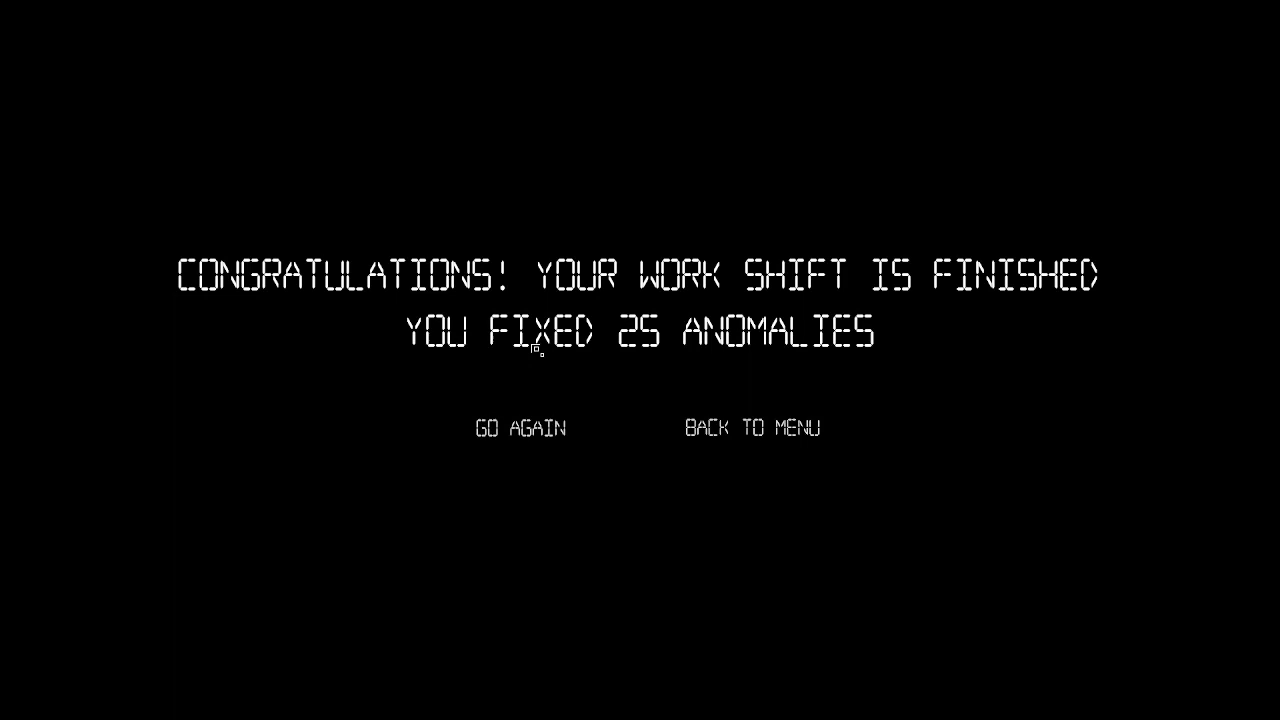 CONGRATULATIONS! YOUR WORK SHIFT IS FINISHED
YOU FIXED 25 ANOMALIES
GO AGAIN
BACK TO MENU